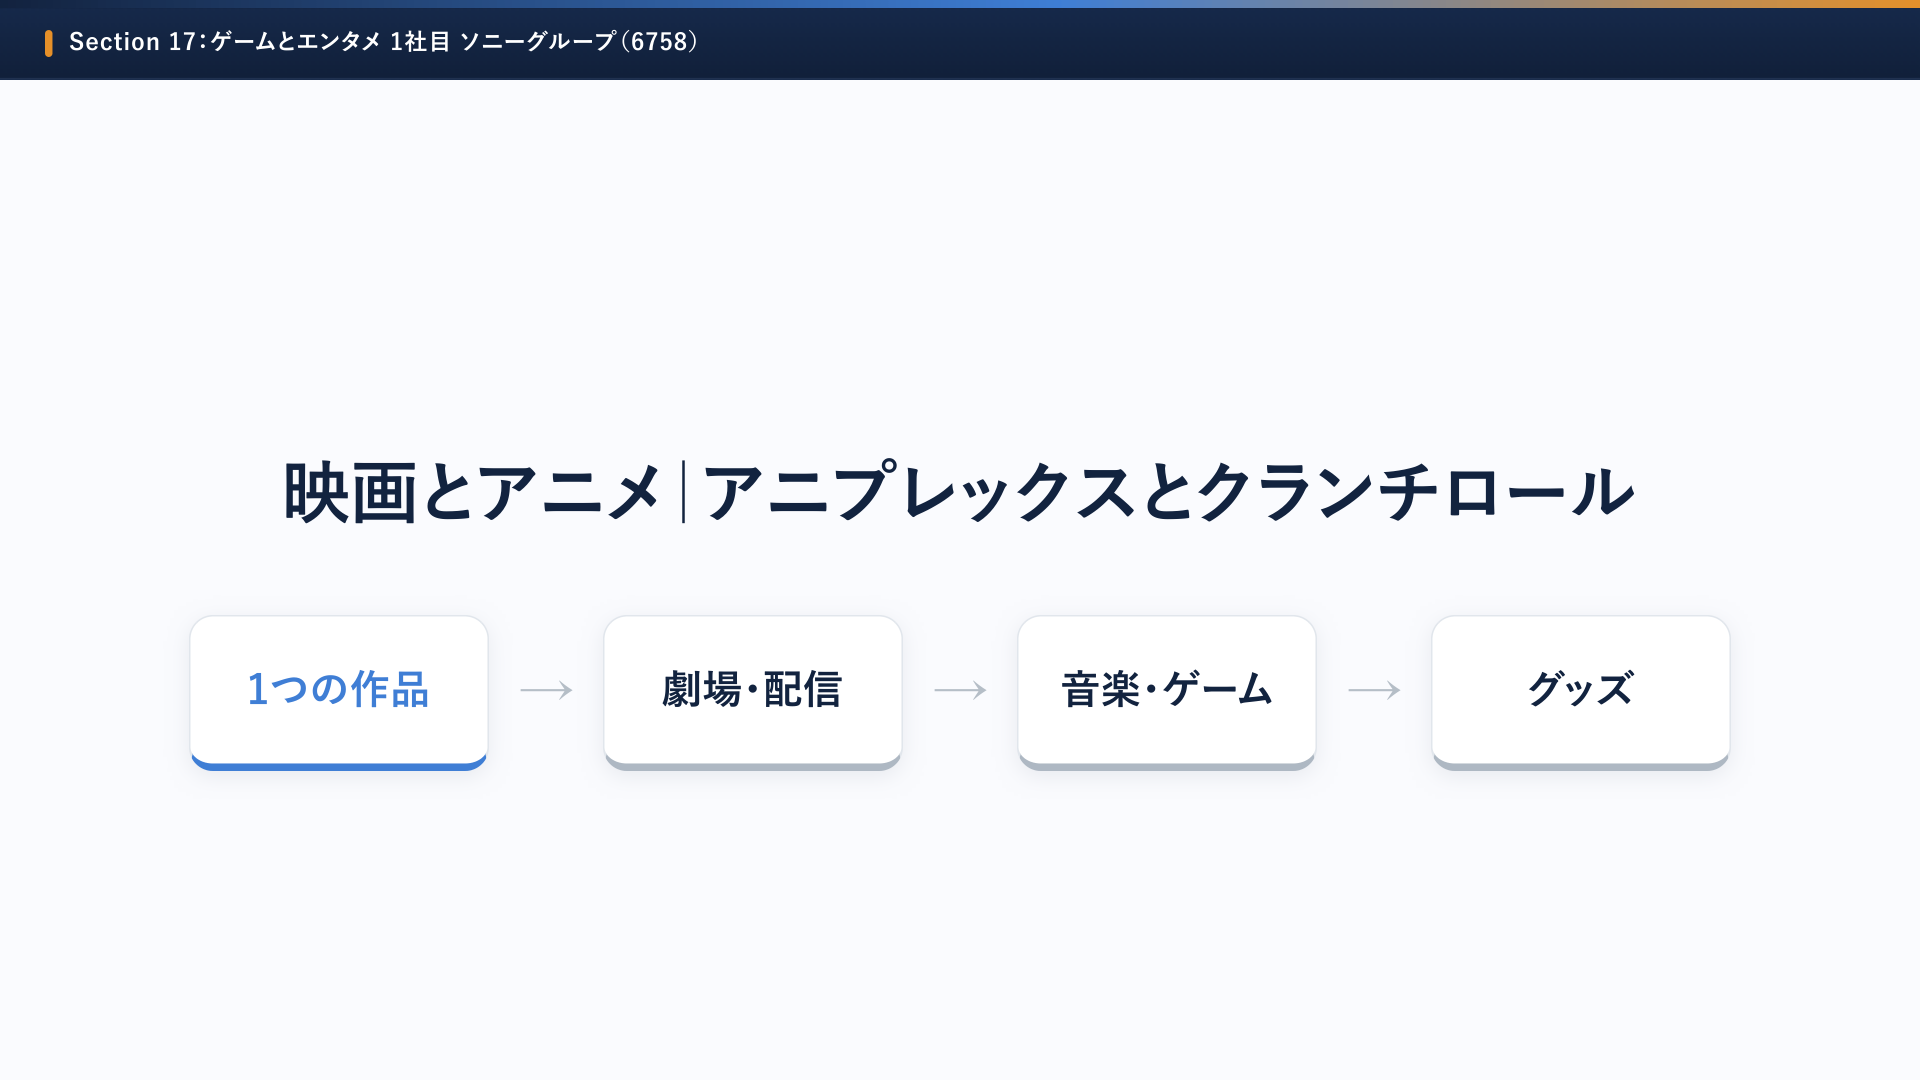 Section 17：ゲームとエンタメ 1社目 ソニーグループ（6758）
映画とアニメ｜アニプレックスとクランチロール
1つの作品 → 劇場・配信 → 音楽・ゲーム → グッズ